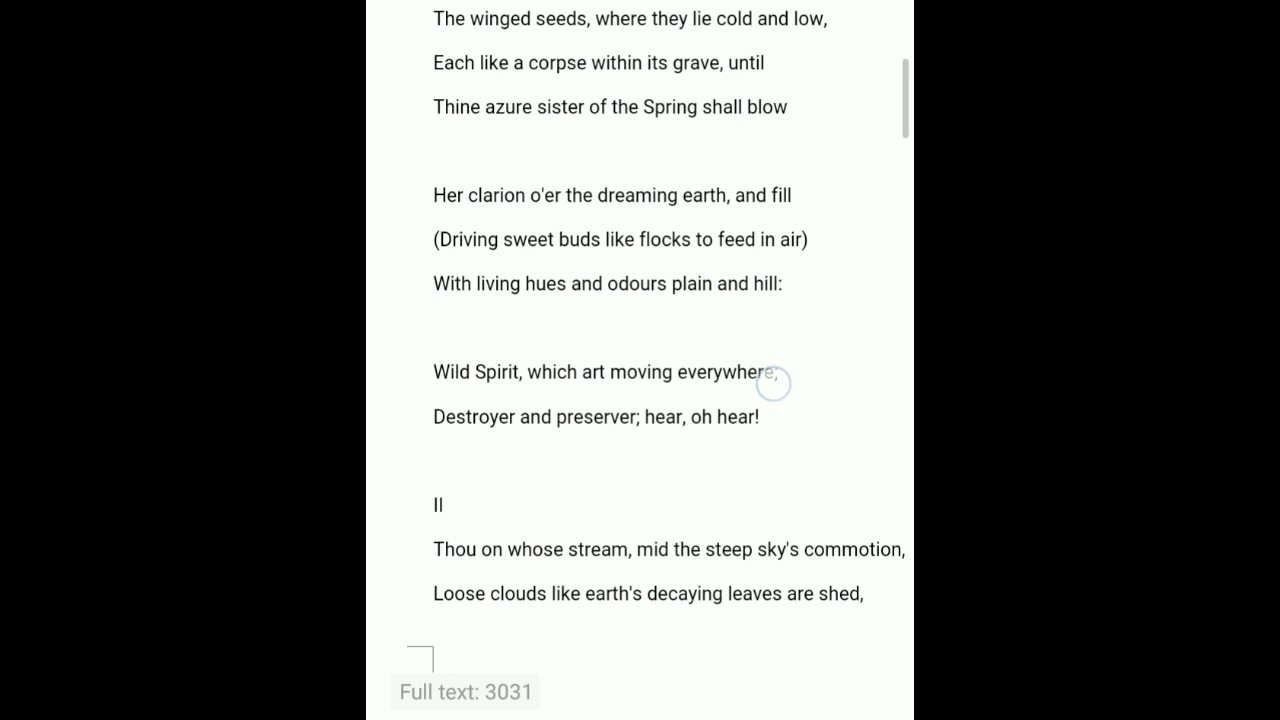 The winged seeds, where they lie cold and low,
Each like a corpse within its grave, until
Thine azure sister of the Spring shall blow
Her clarion o'er the dreaming earth, and fill
(Driving sweet buds like flocks to feed in air)
With living hues and odours plain and hill:
Wild Spirit, which art moving everywhere;
Destroyer and preserver; hear, oh hear!
II
Thou on whose stream, mid the steep sky's commotion,
Loose clouds like earth's decaying leaves are shed,
Full text: 3031